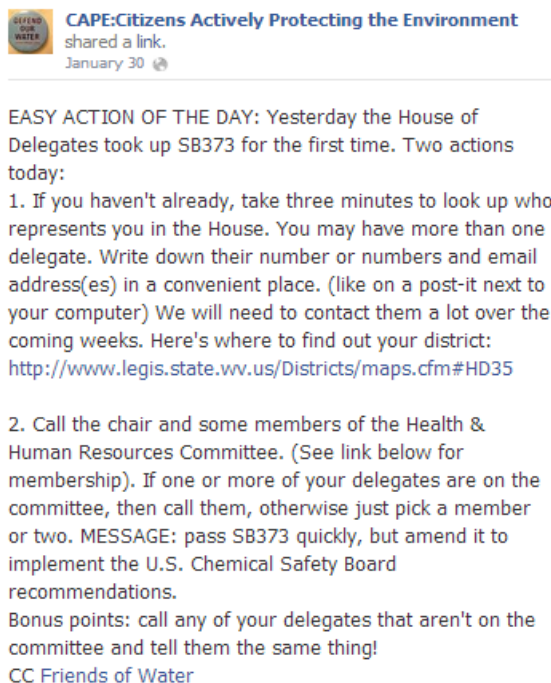 DEFEND
OUR
WATER
CAPE:Citizens Actively Protecting the Environment
shared a link.
January 30
EASY ACTION OF THE DAY: Yesterday the House of
Delegates took up SB373 for the first time. Two actions
today:
1. If you haven't already, take three minutes to look up who
represents you in the House. You may have more than one
delegate. Write down their number or numbers and email
address(es) in a convenient place. (like on a post-it next to
your computer) We will need to contact them a lot over the
coming weeks. Here's where to find out your district:
http://www.legis.state.wv.us/Districts/maps.cfm#HD35
2. Call the chair and some members of the Health &
Human Resources Committee. (See link below for
membership). If one or more of your delegates are on the
committee, then call them, otherwise just pick a member
or two. MESSAGE: pass SB373 quickly, but amend it to
implement the U.S. Chemical Safety Board
recommendations.
Bonus points: call any of your delegates that aren't on the
committee and tell them the same thing!
CC Friends of Water